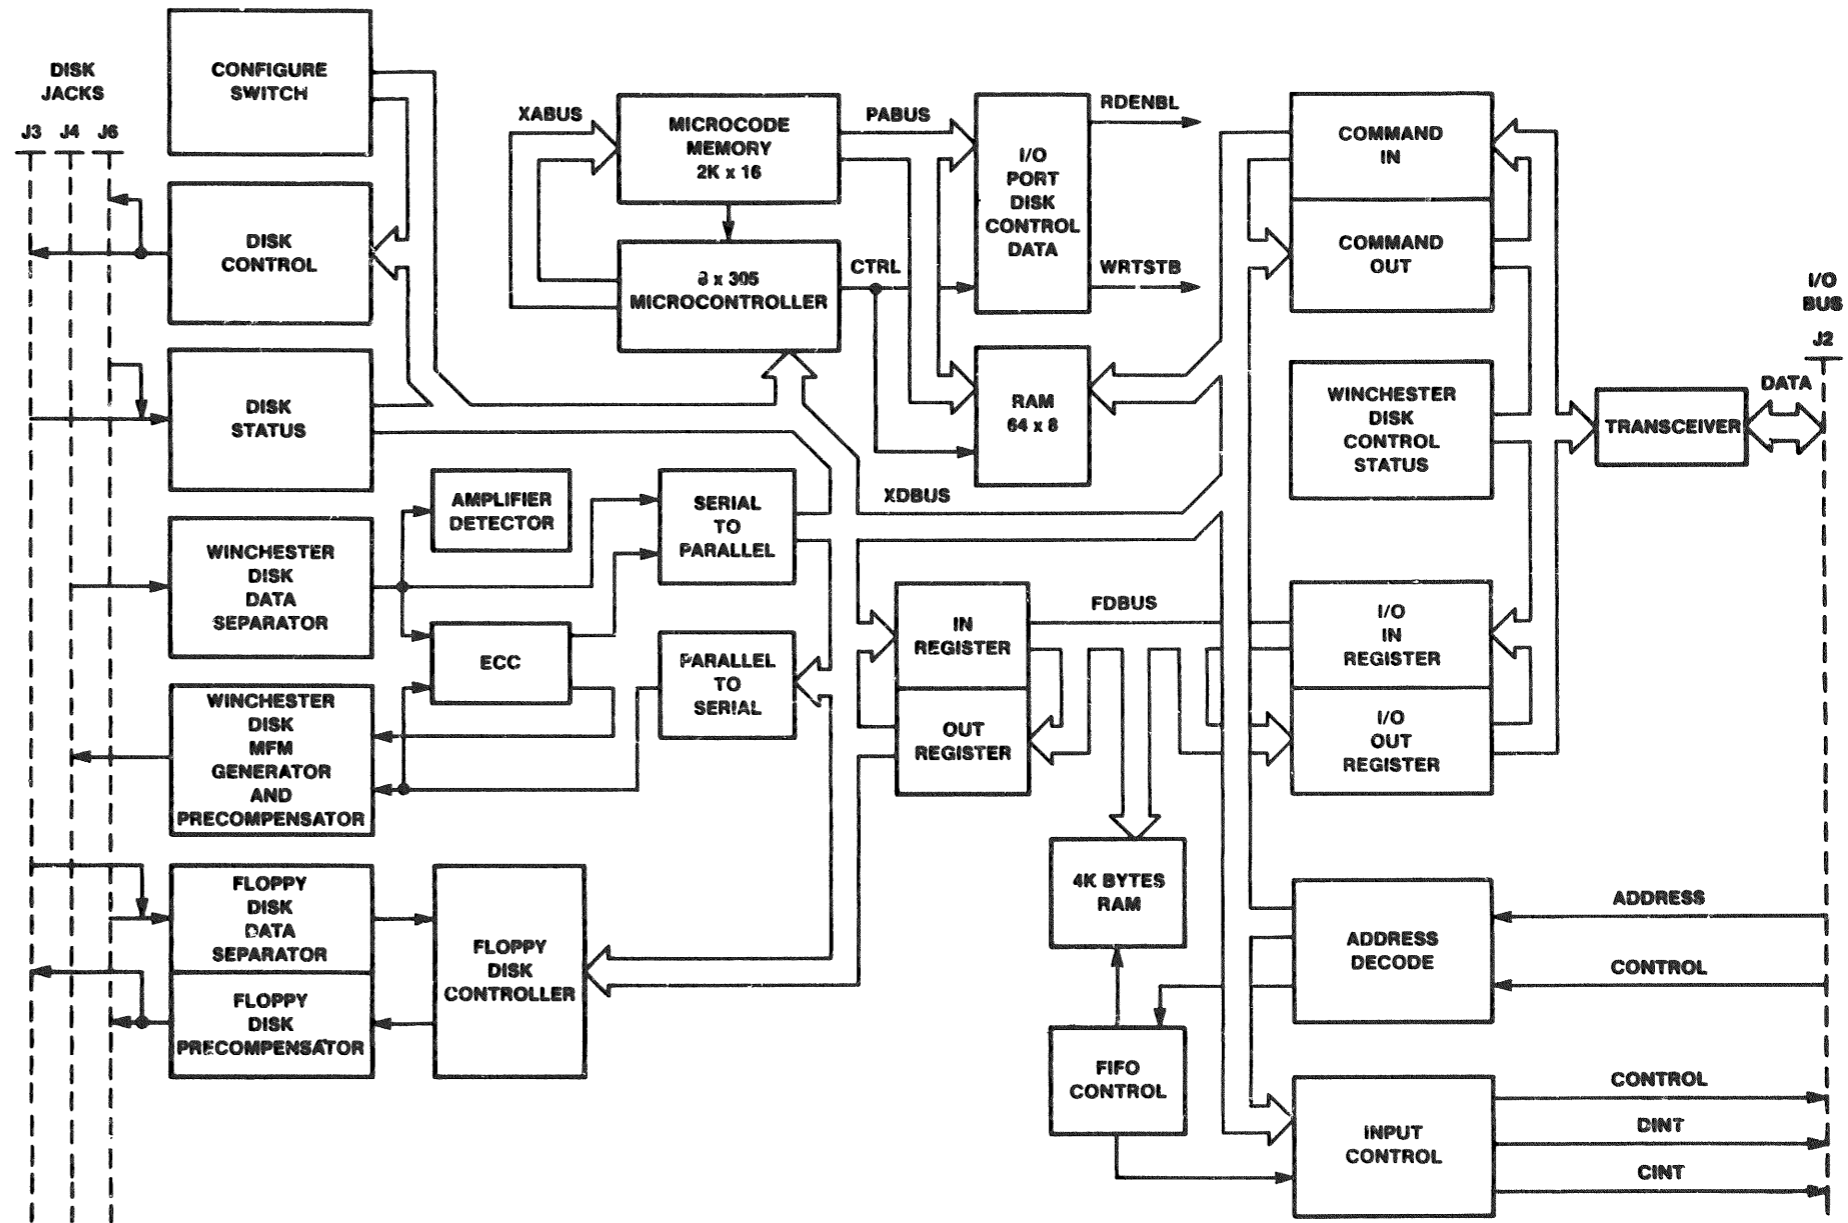 DISK
JACKS
J3
J4
J6
CONFIGURE
SWITCH
DISK
CONTROL
DISK
STATUS
WINCHESTER
DISK
DATA
SEPARATOR
WINCHESTER
DISK
MFM
GENERATOR
AND
PRECOMPENSATOR
FLOPPY
DISK
DATA
SEPARATOR
FLOPPY
DISK
PRECOMPENSATOR
FLOPPY
DISK
CONTROLLER
AMPLIFIER
DETECTOR
ECC
SERIAL
TO
PARALLEL
PARALLEL
TO
SERIAL
XABUS
MICROCODE
MEMORY
2K x 16
8 x 305
MICROCONTROLLER
PABUS
CTRL
I/O
PORT
DISK
CONTROL
DATA
RDENBL
WRTSTB
RAM
64 x 8
XDBUS
IN
REGISTER
OUT
REGISTER
FDBUS
4K BYTES
RAM
FIFO
CONTROL
COMMAND
IN
COMMAND
OUT
WINCHESTER
DISK
CONTROL
STATUS
I/O
IN
REGISTER
I/O
OUT
REGISTER
ADDRESS
DECODE
INPUT
CONTROL
TRANSCEIVER
DATA
I/O
BUS
J2
ADDRESS
CONTROL
CONTROL
DINT
CINT